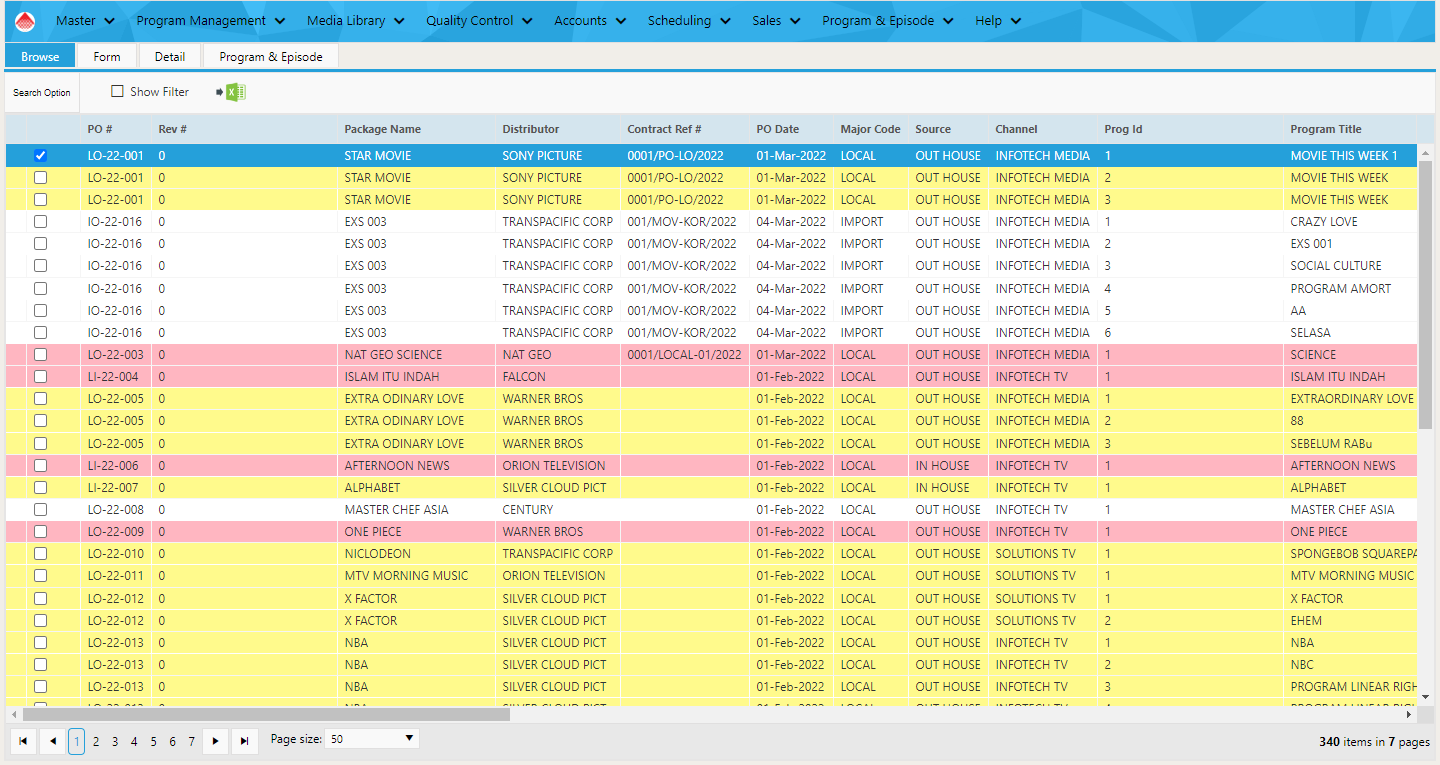 Master Program Management Media Library Quality Control Accounts Scheduling Sales Program & Episode Help
Browse Form Detail Program & Episode
Search Option Show Filter
PO # Rev # Package Name Distributor Contract Ref # PO Date Major Code Source Channel Prog Id Program Title
LO-22-001 0 STAR MOVIE SONY PICTURE 0001/PO-LO/2022 01-Mar-2022 LOCAL OUT HOUSE INFOTECH MEDIA 1 MOVIE THIS WEEK 1
LO-22-001 0 STAR MOVIE SONY PICTURE 0001/PO-LO/2022 01-Mar-2022 LOCAL OUT HOUSE INFOTECH MEDIA 2 MOVIE THIS WEEK
LO-22-001 0 STAR MOVIE SONY PICTURE 0001/PO-LO/2022 01-Mar-2022 LOCAL OUT HOUSE INFOTECH MEDIA 3 MOVIE THIS WEEK
IO-22-016 0 EXS 003 TRANSPACIFIC CORP 001/MOV-KOR/2022 04-Mar-2022 IMPORT OUT HOUSE INFOTECH MEDIA 1 CRAZY LOVE
IO-22-016 0 EXS 003 TRANSPACIFIC CORP 001/MOV-KOR/2022 04-Mar-2022 IMPORT OUT HOUSE INFOTECH MEDIA 2 EXS 001
IO-22-016 0 EXS 003 TRANSPACIFIC CORP 001/MOV-KOR/2022 04-Mar-2022 IMPORT OUT HOUSE INFOTECH MEDIA 3 SOCIAL CULTURE
IO-22-016 0 EXS 003 TRANSPACIFIC CORP 001/MOV-KOR/2022 04-Mar-2022 IMPORT OUT HOUSE INFOTECH MEDIA 4 PROGRAM AMORT
IO-22-016 0 EXS 003 TRANSPACIFIC CORP 001/MOV-KOR/2022 04-Mar-2022 IMPORT OUT HOUSE INFOTECH MEDIA 5 AA
IO-22-016 0 EXS 003 TRANSPACIFIC CORP 001/MOV-KOR/2022 04-Mar-2022 IMPORT OUT HOUSE INFOTECH MEDIA 6 SELASA
LO-22-003 0 NAT GEO SCIENCE NAT GEO 0001/LOCAL-01/2022 01-Mar-2022 LOCAL OUT HOUSE INFOTECH MEDIA 1 SCIENCE
LI-22-004 0 ISLAM ITU INDAH FALCON 01-Feb-2022 LOCAL OUT HOUSE INFOTECH TV 1 ISLAM ITU INDAH
LO-22-005 0 EXTRA ODINARY LOVE WARNER BROS 01-Feb-2022 LOCAL OUT HOUSE INFOTECH MEDIA 1 EXTRAORDINARY LOVE
LO-22-005 0 EXTRA ODINARY LOVE WARNER BROS 01-Feb-2022 LOCAL OUT HOUSE INFOTECH MEDIA 2 88
LO-22-005 0 EXTRA ODINARY LOVE WARNER BROS 01-Feb-2022 LOCAL OUT HOUSE INFOTECH MEDIA 3 SEBELUM RABu
LI-22-006 0 AFTERNOON NEWS ORION TELEVISION 01-Feb-2022 LOCAL IN HOUSE INFOTECH TV 1 AFTERNOON NEWS
LI-22-007 0 ALPHABET SILVER CLOUD PICT 01-Feb-2022 LOCAL IN HOUSE INFOTECH TV 1 ALPHABET
LO-22-008 0 MASTER CHEF ASIA CENTURY 01-Feb-2022 LOCAL OUT HOUSE INFOTECH TV 1 MASTER CHEF ASIA
LO-22-009 0 ONE PIECE WARNER BROS 01-Feb-2022 LOCAL OUT HOUSE INFOTECH TV 1 ONE PIECE
LO-22-010 0 NICLODEON TRANSPACIFIC CORP 01-Feb-2022 LOCAL OUT HOUSE SOLUTIONS TV 1 SPONGEBOB SQUAREPA
LO-22-011 0 MTV MORNING MUSIC ORION TELEVISION 01-Feb-2022 LOCAL OUT HOUSE SOLUTIONS TV 1 MTV MORNING MUSIC
LO-22-012 0 X FACTOR SILVER CLOUD PICT 01-Feb-2022 LOCAL OUT HOUSE SOLUTIONS TV 1 X FACTOR
LO-22-012 0 X FACTOR SILVER CLOUD PICT 01-Feb-2022 LOCAL OUT HOUSE SOLUTIONS TV 2 EHEM
LO-22-013 0 NBA SILVER CLOUD PICT 01-Feb-2022 LOCAL OUT HOUSE INFOTECH TV 1 NBA
LO-22-013 0 NBA SILVER CLOUD PICT 01-Feb-2022 LOCAL OUT HOUSE INFOTECH TV 2 NBC
LO-22-013 0 NBA SILVER CLOUD PICT 01-Feb-2022 LOCAL OUT HOUSE INFOTECH TV 3 PROGRAM LINEAR RIGH
1 2 3 4 5 6 7 Page size: 50 340 items in 7 pages